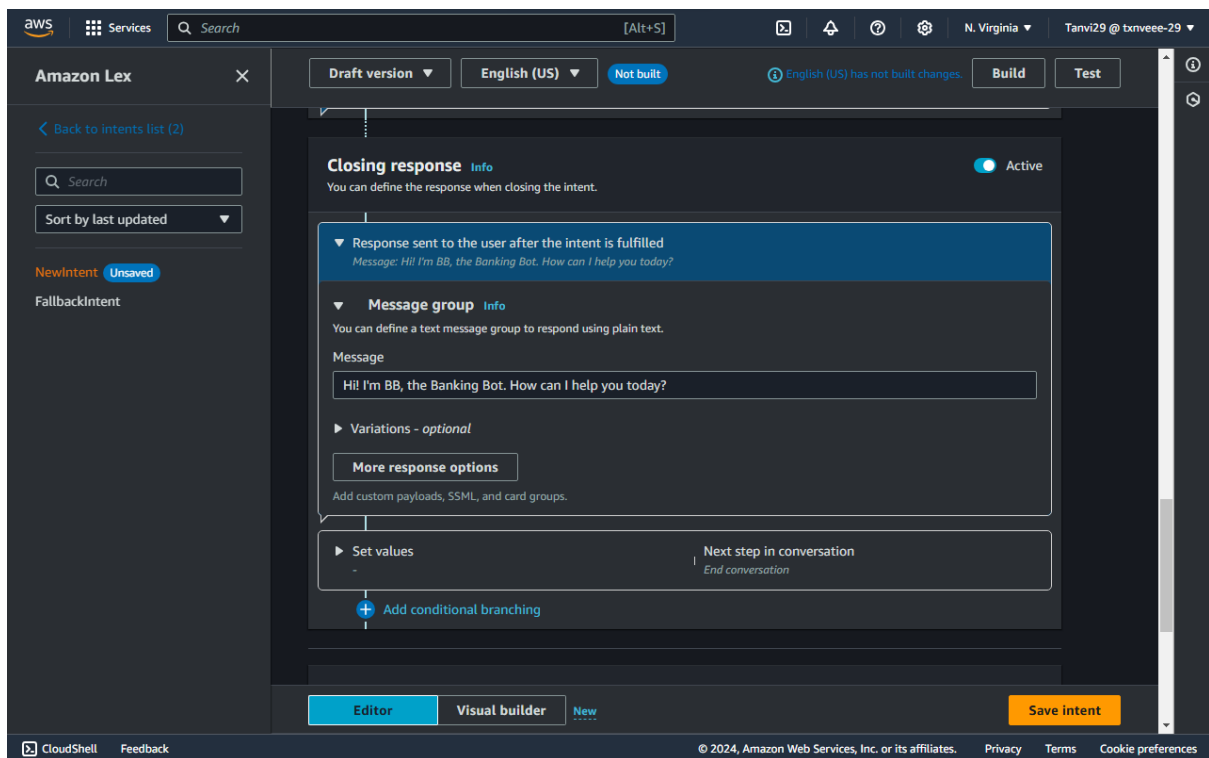 aws Services Search [Alt+S] N. Virginia Tanvi29 @ txnveee-29
Amazon Lex
Draft version English (US) Not built English (US) has not built changes. Build Test
Back to intents list (2)
Search
Sort by last updated
NewIntent Unsaved
FallbackIntent
Closing response Info Active
You can define the response when closing the intent.
Response sent to the user after the intent is fulfilled
Message: Hi! I'm BB, the Banking Bot. How can I help you today?
Message group Info
You can define a text message group to respond using plain text.
Message
Hi! I'm BB, the Banking Bot. How can I help you today?
Variations - optional
More response options
Add custom payloads, SSML, and card groups.
Set values Next step in conversation
- End conversation
Add conditional branching
Editor Visual builder New Save intent
CloudShell Feedback © 2024, Amazon Web Services, Inc. or its affiliates. Privacy Terms Cookie preferences